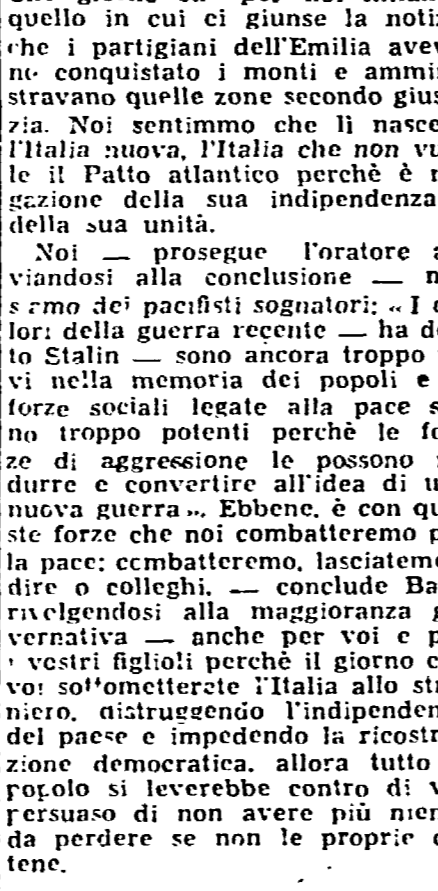 quello in cui ci giunse la noti
che i partigiani dell'Emilia ave
no conquistato i monti e ammi
stravano quelle zone secondo gius
zia. Noi sentimmo che lì nasce
l'Italia nuova, l'Italia che non vu
le il Patto atlantico perchè è n
gazione della sua indipendenza
della sua unità.
Noi — prosegue l'oratore a
viandosi alla conclusione — n
siamo dei pacifisti sognatori: « I
lori della guerra recente — ha de
to Stalin — sono ancora troppo
vi nella memoria dei popoli e
forze sociali legate alla pace s
no troppo potenti perchè le fo
ze di aggressione le possono
durre e convertire all'idea di u
nuova guerra ». Ebbene, è con qu
ste forze che noi combatteremo p
la pace: combatteremo, lasciateme
dire o colleghi, — conclude Ba
rivolgendosi alla maggioranza g
vernativa — anche per voi e p
i vostri figlioli perchè il giorno c
voi sottometterete l'Italia allo str
niero, distruggendo l'indipenden
del paese e impedendo la ricostr
zione democratica, allora tutto
popolo si leverebbe contro di v
persuaso di non avere più nien
da perdere se non le proprie c
tene.